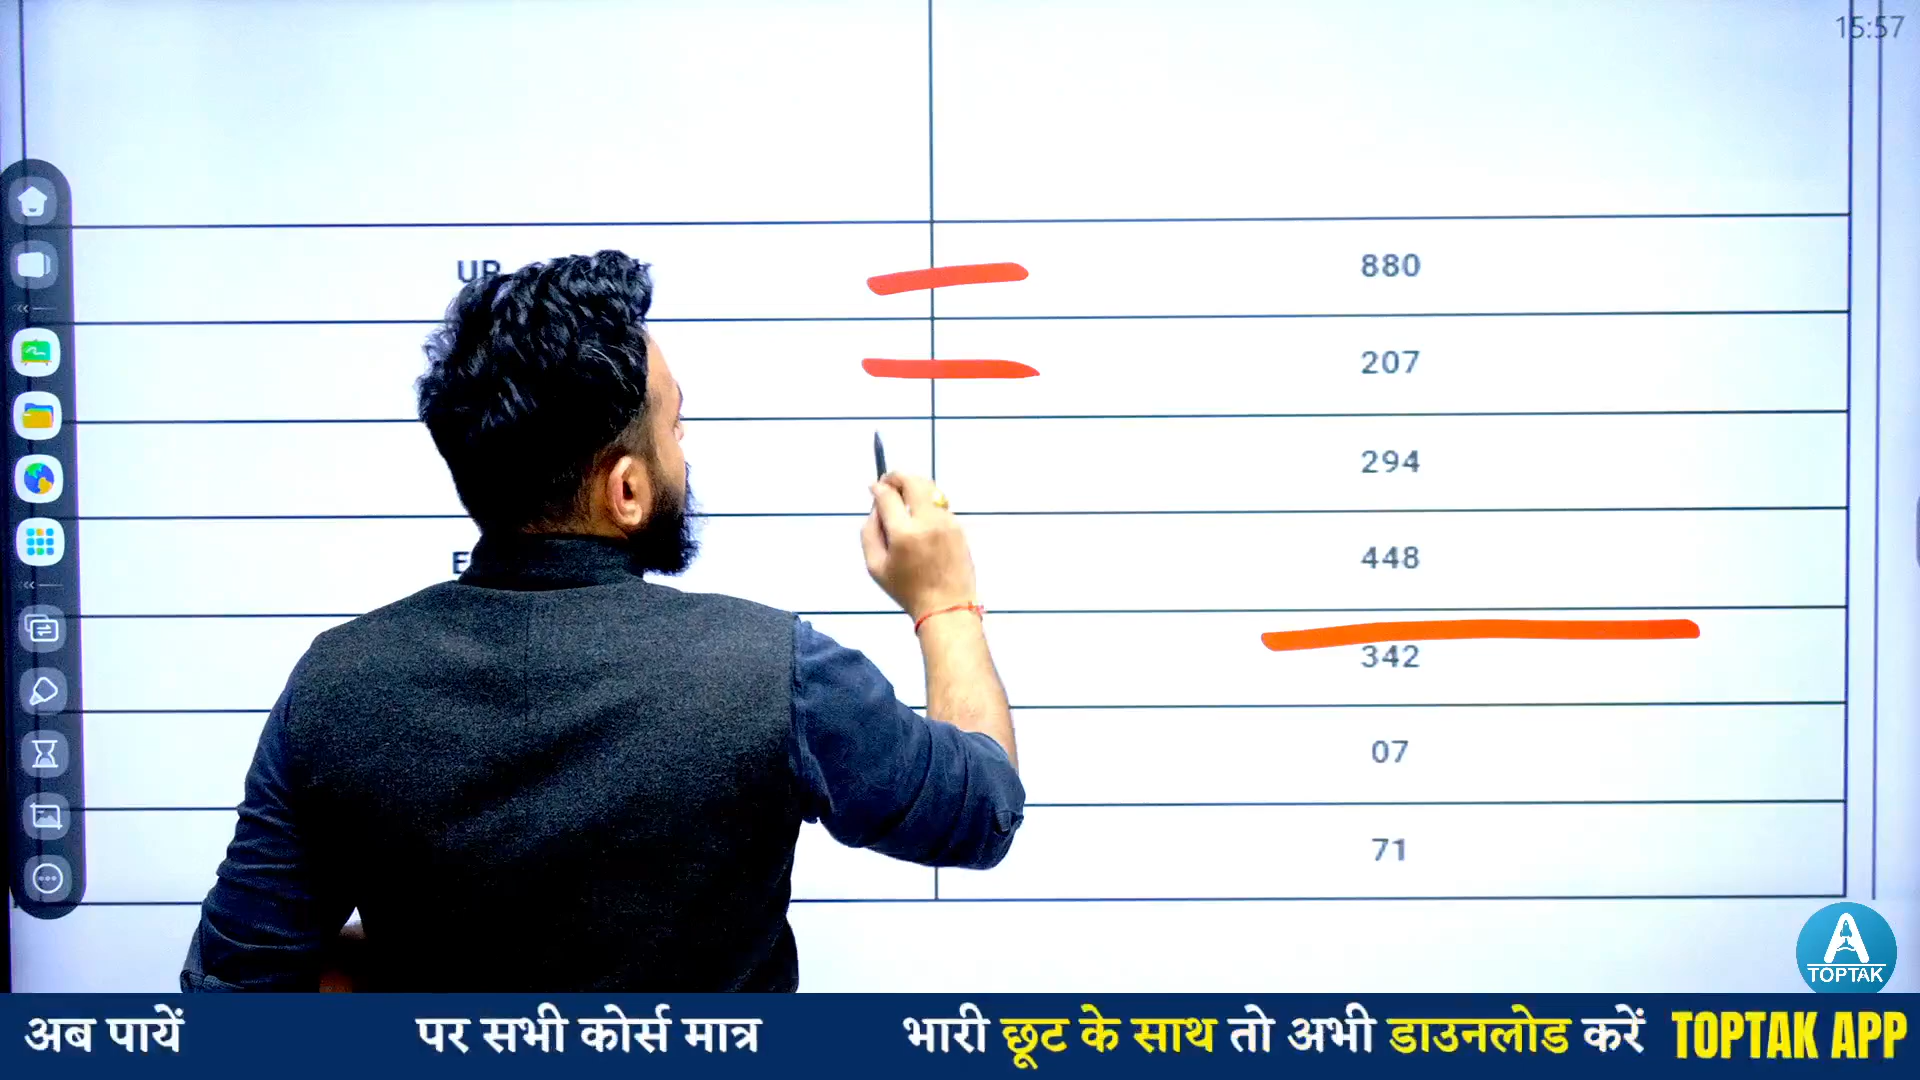 15:57
UR
880
207
294
448
342
07
71
A
TOPTAK
अब पायें पर सभी कोर्स मात्र भारी छूट के साथ तो अभी डाउनलोड करें TOPTAK APP